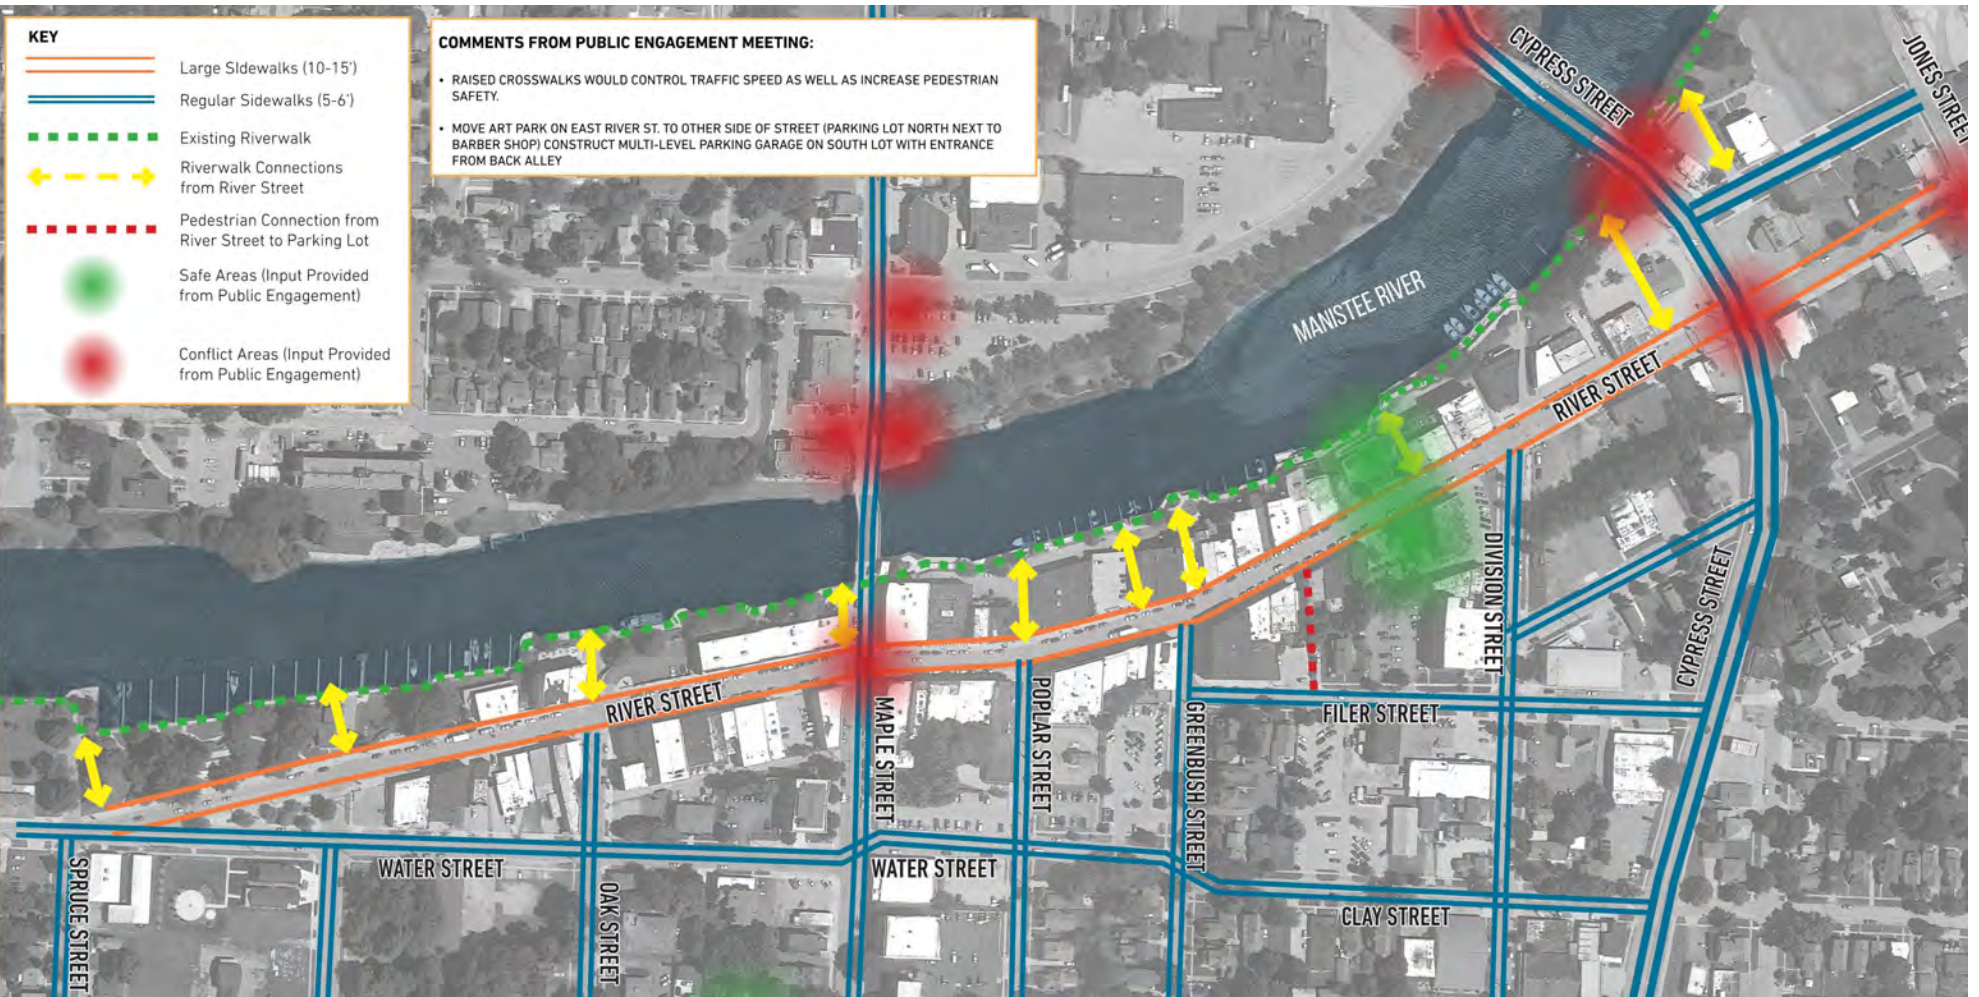 KEY
Large SIdewalks (10-15')
Regular Sidewalks (5-6')
Existing Riverwalk
Riverwalk Connections
from River Street
Pedestrian Connection from
River Street to Parking Lot
Safe Areas (Input Provided
from Public Engagement)
Conflict Areas (Input Provided
from Public Engagement)
COMMENTS FROM PUBLIC ENGAGEMENT MEETING:
• RAISED CROSSWALKS WOULD CONTROL TRAFFIC SPEED AS WELL AS INCREASE PEDESTRIAN
SAFETY.
• MOVE ART PARK ON EAST RIVER ST. TO OTHER SIDE OF STREET (PARKING LOT NORTH NEXT TO
BARBER SHOP) CONSTRUCT MULTI-LEVEL PARKING GARAGE ON SOUTH LOT WITH ENTRANCE
FROM BACK ALLEY
CYPRESS STREET
JONES STREET
MANISTEE RIVER
RIVER STREET
DIVISION STREET
CYPRESS STREET
RIVER STREET
MAPLE STREET
POPLAR STREET
GREENBUSH STREET
FILER STREET
WATER STREET
WATER STREET
SPRUCE STREET
OAK STREET
CLAY STREET